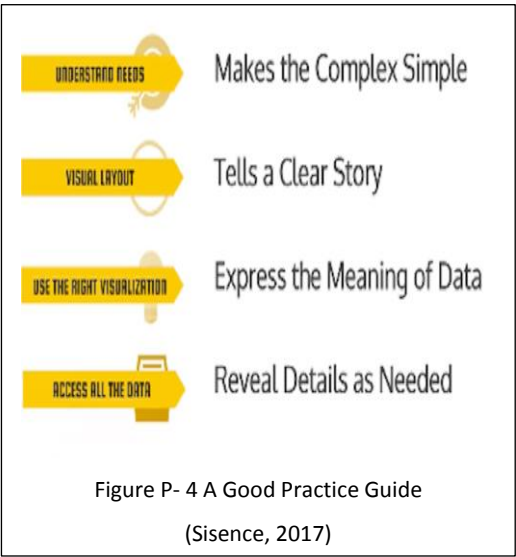 UNDERSTAND NEEDS Makes the Complex Simple
VISUAL LAYOUT Tells a Clear Story
USE THE RIGHT VISUALIZATION Express the Meaning of Data
ACCESS ALL THE DATA Reveal Details as Needed
Figure P- 4 A Good Practice Guide
(Sisence, 2017)